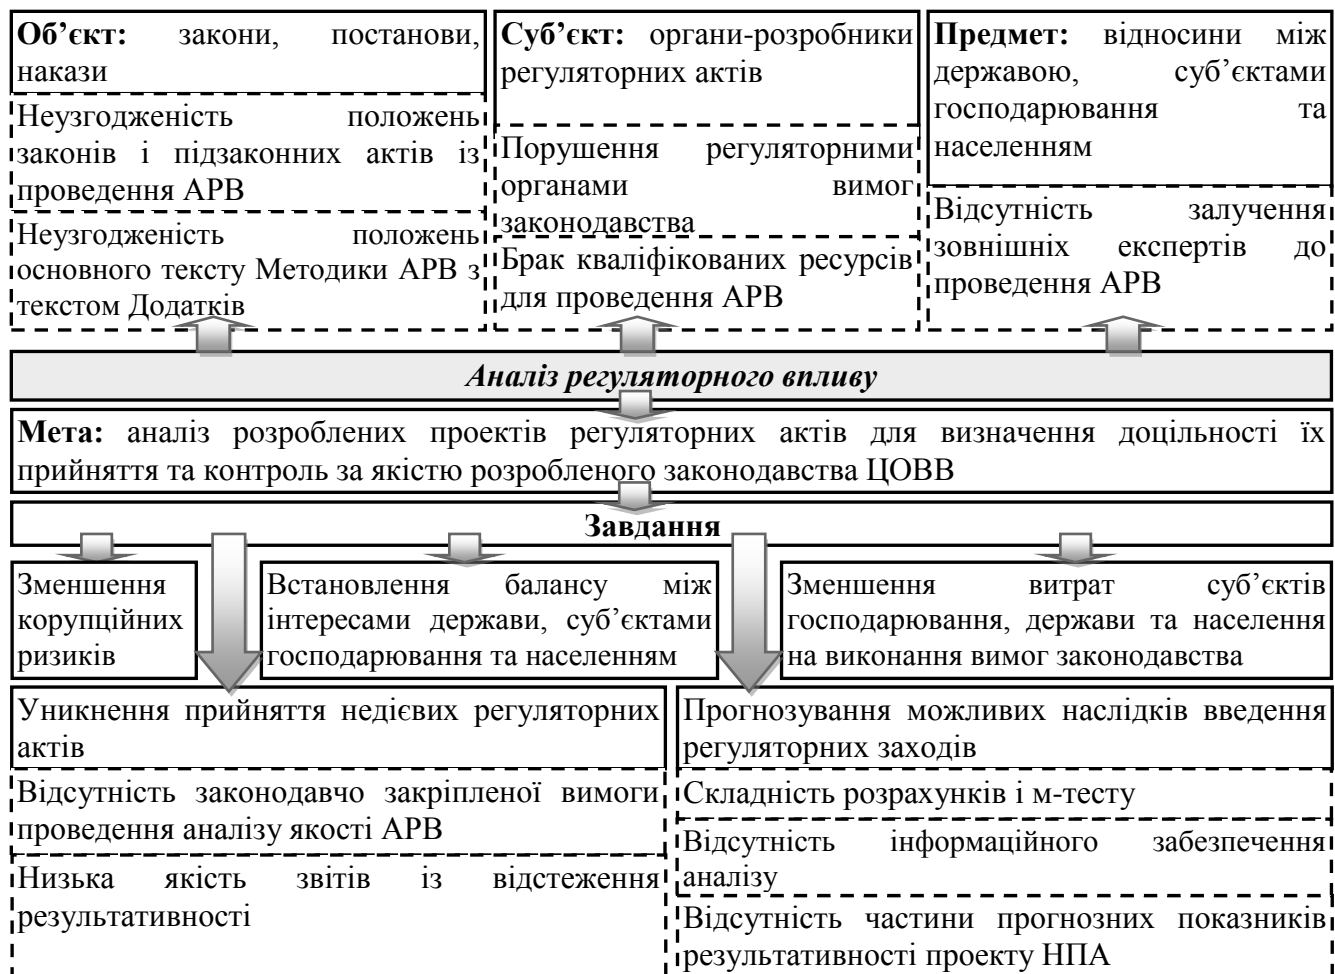 Об’єкт: закони, постанови,
накази
Неузгодженість положень
законів і підзаконних актів із
проведення АРВ
Неузгодженість положень
основного тексту Методики АРВ з
текстом Додатків
Суб’єкт: органи-розробники
регуляторних актів
Порушення регуляторними
органами вимог
законодавства
Брак кваліфікованих ресурсів
для проведення АРВ
Предмет: відносини між
державою, суб’єктами
господарювання та
населенням
Відсутність залучення
зовнішніх експертів до
проведення АРВ
Аналіз регуляторного впливу
Мета: аналіз розроблених проектів регуляторних актів для визначення доцільності їх
прийняття та контроль за якістю розробленого законодавства ЦОВВ
Завдання
Зменшення
корупційних
ризиків
Встановлення балансу між
інтересами держави, суб’єктами
господарювання та населенням
Зменшення витрат суб’єктів
господарювання, держави та населення
на виконання вимог законодавства
Уникнення прийняття недієвих регуляторних
актів
Відсутність законодавчо закріпленої вимоги
проведення аналізу якості АРВ
Низька якість звітів із відстеження
результативності
Прогнозування можливих наслідків введення
регуляторних заходів
Складність розрахунків і м-тесту
Відсутність інформаційного забезпечення
аналізу
Відсутність частини прогнозних показників
результативності проекту НПА